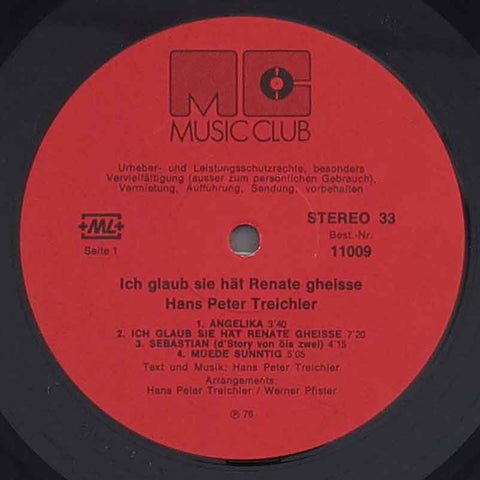 MC
MUSIC CLUB
Urheber- und Leistungsschutzrechte, besonders
Vervielfältigung (ausser zum persönlichen Gebrauch),
Vermietung, Aufführung, Sendung, vorbehalten
+ML+
STEREO 33
Best.-Nr.
Seite 1
11009
Ich glaub sie hät Renate gheisse
Hans Peter Treichler
1. ANGELIKA 3'40
2. ICH GLAUB SIE HÄT RENATE GHEISSE 7'20
3. SEBASTIAN (d'Story von öis zwei) 4'15
4. MÜEDE SUNNTIG 5'05
Text und Musik: Hans Peter Treichler
Arrangements:
Hans Peter Treichler / Werner Pfister
℗ 76